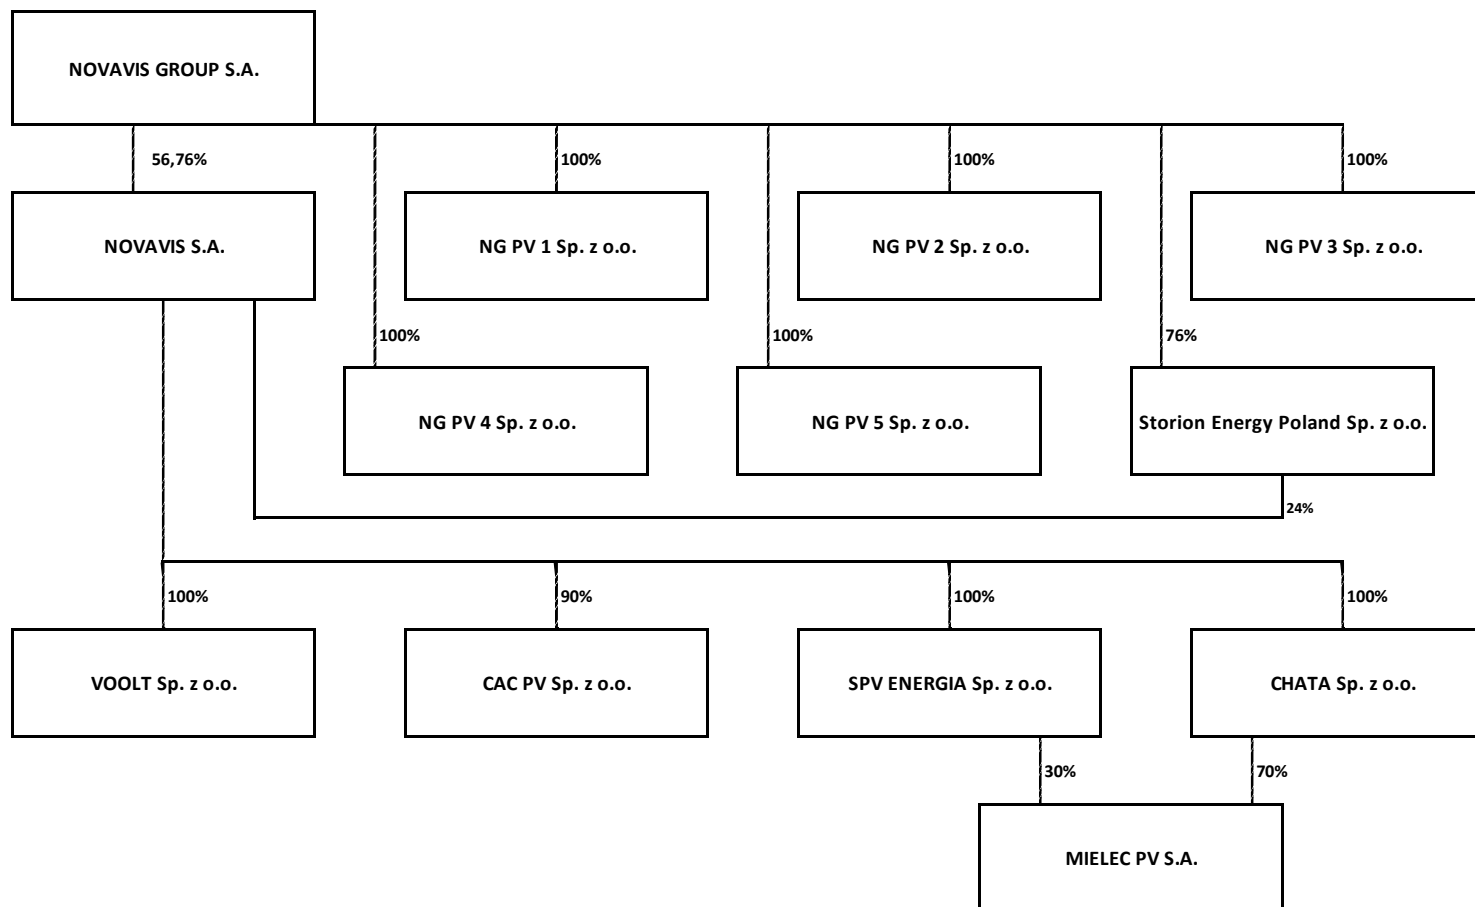 NOVAVIS GROUP S.A.
56,76%
100%
100%
100%
NOVAVIS S.A.
NG PV 1 Sp. z o.o.
NG PV 2 Sp. z o.o.
NG PV 3 Sp. z o.o.
100%
100%
76%
NG PV 4 Sp. z o.o.
NG PV 5 Sp. z o.o.
Storion Energy Poland Sp. z o.o.
24%
100%
90%
100%
100%
VOOLT Sp. z o.o.
CAC PV Sp. z o.o.
SPV ENERGIA Sp. z o.o.
CHATA Sp. z o.o.
30%
70%
MIELEC PV S.A.